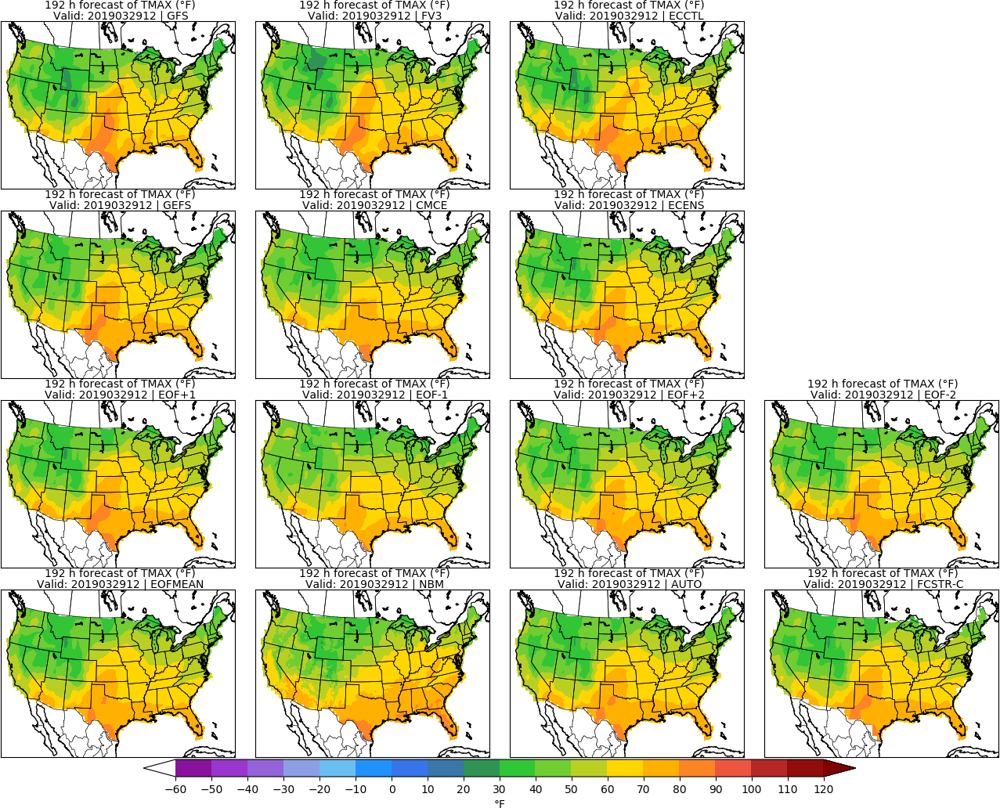 192 h forecast of TMAX (°F)
Valid: 2019032912 | GFS
192 h forecast of TMAX (°F)
Valid: 2019032912 | FV3
192 h forecast of TMAX (°F)
Valid: 2019032912 | ECCTL
192 h forecast of TMAX (°F)
Valid: 2019032912 | GEFS
192 h forecast of TMAX (°F)
Valid: 2019032912 | CMCE
192 h forecast of TMAX (°F)
Valid: 2019032912 | ECENS
192 h forecast of TMAX (°F)
Valid: 2019032912 | EOF+1
192 h forecast of TMAX (°F)
Valid: 2019032912 | EOF-1
192 h forecast of TMAX (°F)
Valid: 2019032912 | EOF+2
192 h forecast of TMAX (°F)
Valid: 2019032912 | EOF-2
192 h forecast of TMAX (°F)
Valid: 2019032912 | EOFMEAN
192 h forecast of TMAX (°F)
Valid: 2019032912 | NBM
192 h forecast of TMAX (°F)
Valid: 2019032912 | AUTO
192 h forecast of TMAX (°F)
Valid: 2019032912 | FCSTR-C
−60 −50 −40 −30 −20 −10 0 10 20 30 40 50 60 70 80 90 100 110 120
°F